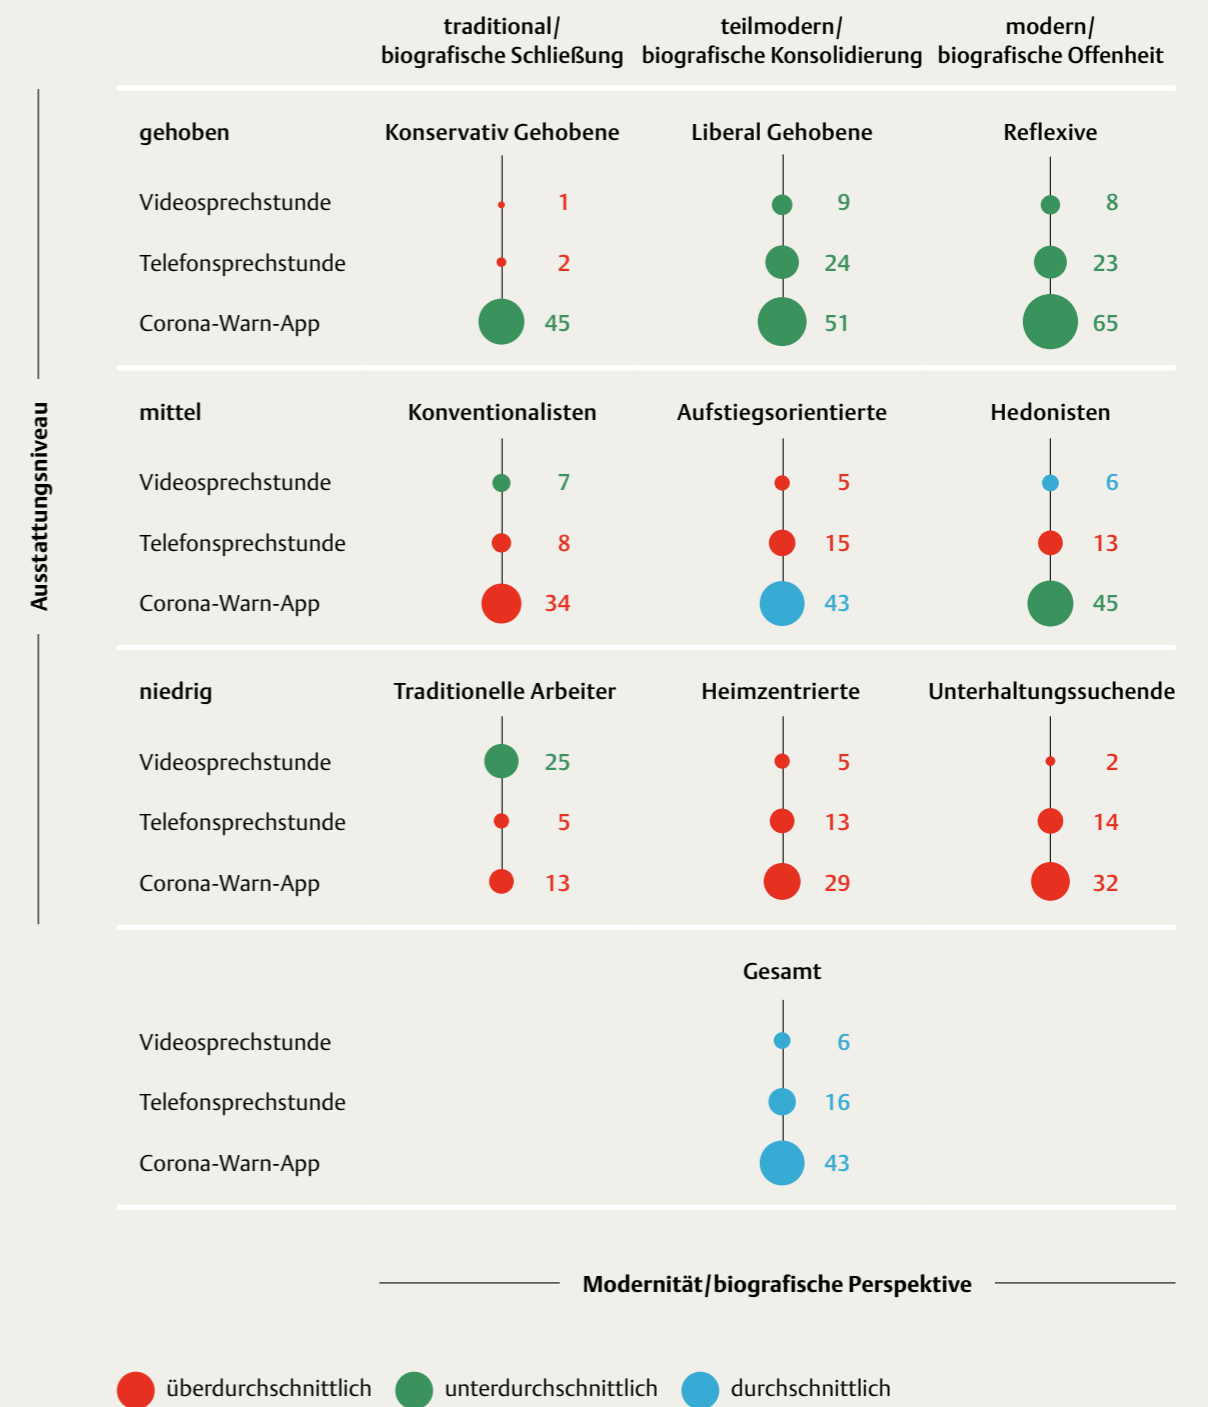 traditional/ teilmodern/ modern/
biografische Schließung biografische Konsolidierung biografische Offenheit
gehoben Konservativ Gehobene Liberal Gehobene Reflexive
Videosprechstunde 1 9 8
Telefonsprechstunde 2 24 23
Corona-Warn-App 45 51 65
Ausstattungsniveau
mittel Konventionalisten Aufstiegsorientierte Hedonisten
Videosprechstunde 7 5 6
Telefonsprechstunde 8 15 13
Corona-Warn-App 34 43 45
niedrig Traditionelle Arbeiter Heimzentrierte Unterhaltungssuchende
Videosprechstunde 25 5 2
Telefonsprechstunde 5 13 14
Corona-Warn-App 13 29 32
Gesamt
Videosprechstunde 6
Telefonsprechstunde 16
Corona-Warn-App 43
Modernität/biografische Perspektive
überdurchschnittlich unterdurchschnittlich durchschnittlich